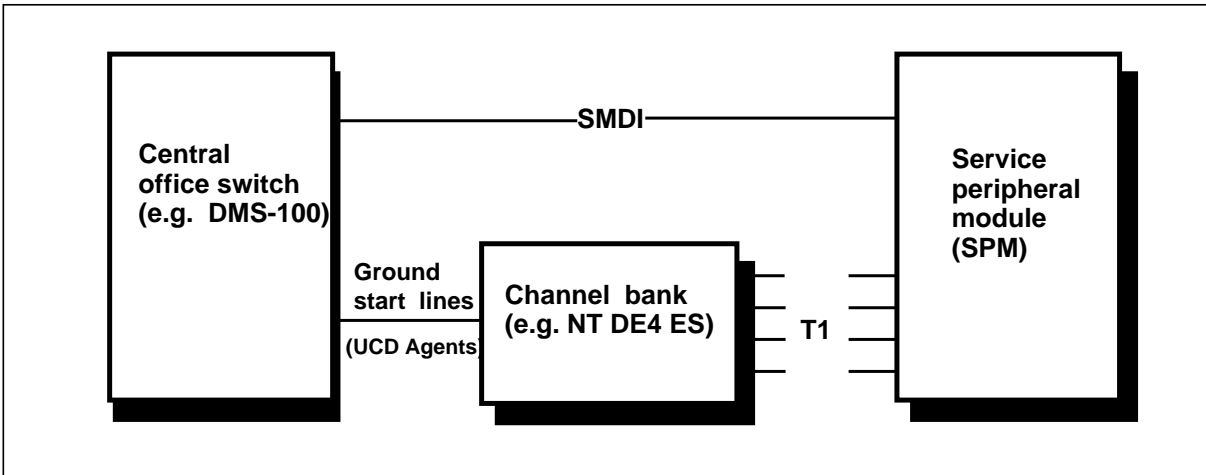 SMDI
Central
office switch
(e.g. DMS-100)
Service
peripheral
module
(SPM)
Ground
start lines
(UCD Agents)
Channel bank
(e.g. NT DE4 ES)
T1